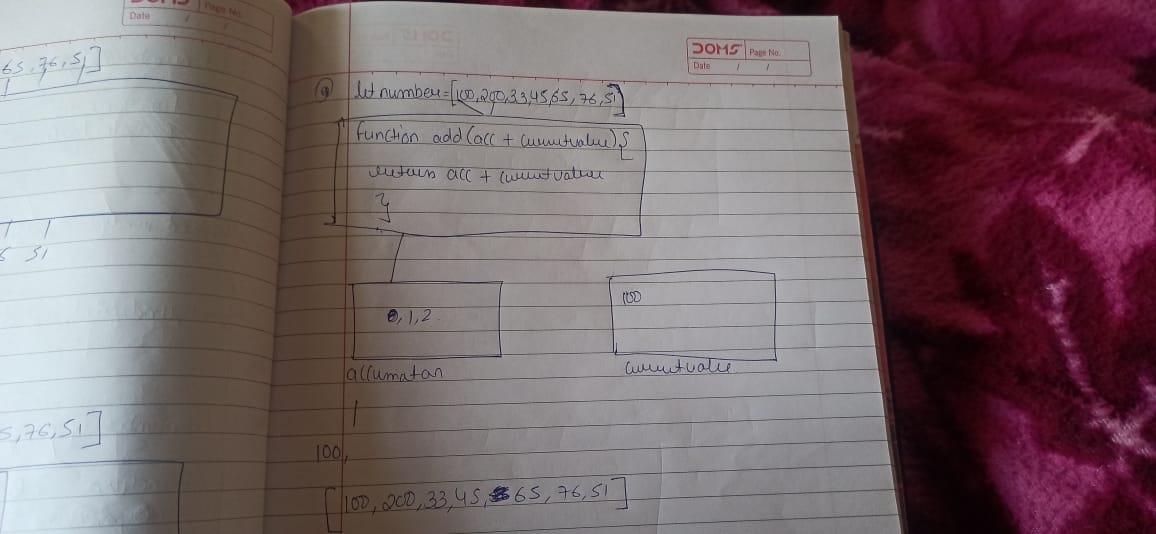 DOMS Page No.
Date / /
65, 76, 51]
51
5, 76, 51]
DOMS Page No.
Date / /
let number=[100,200,33,45,65,76,51]
function add(acc + currentvalue){
return acc + currentvalue
}
0, 1, 2
100
accumatan
currentvalue
100,
[100, 200, 33, 45, 65, 76, 51]